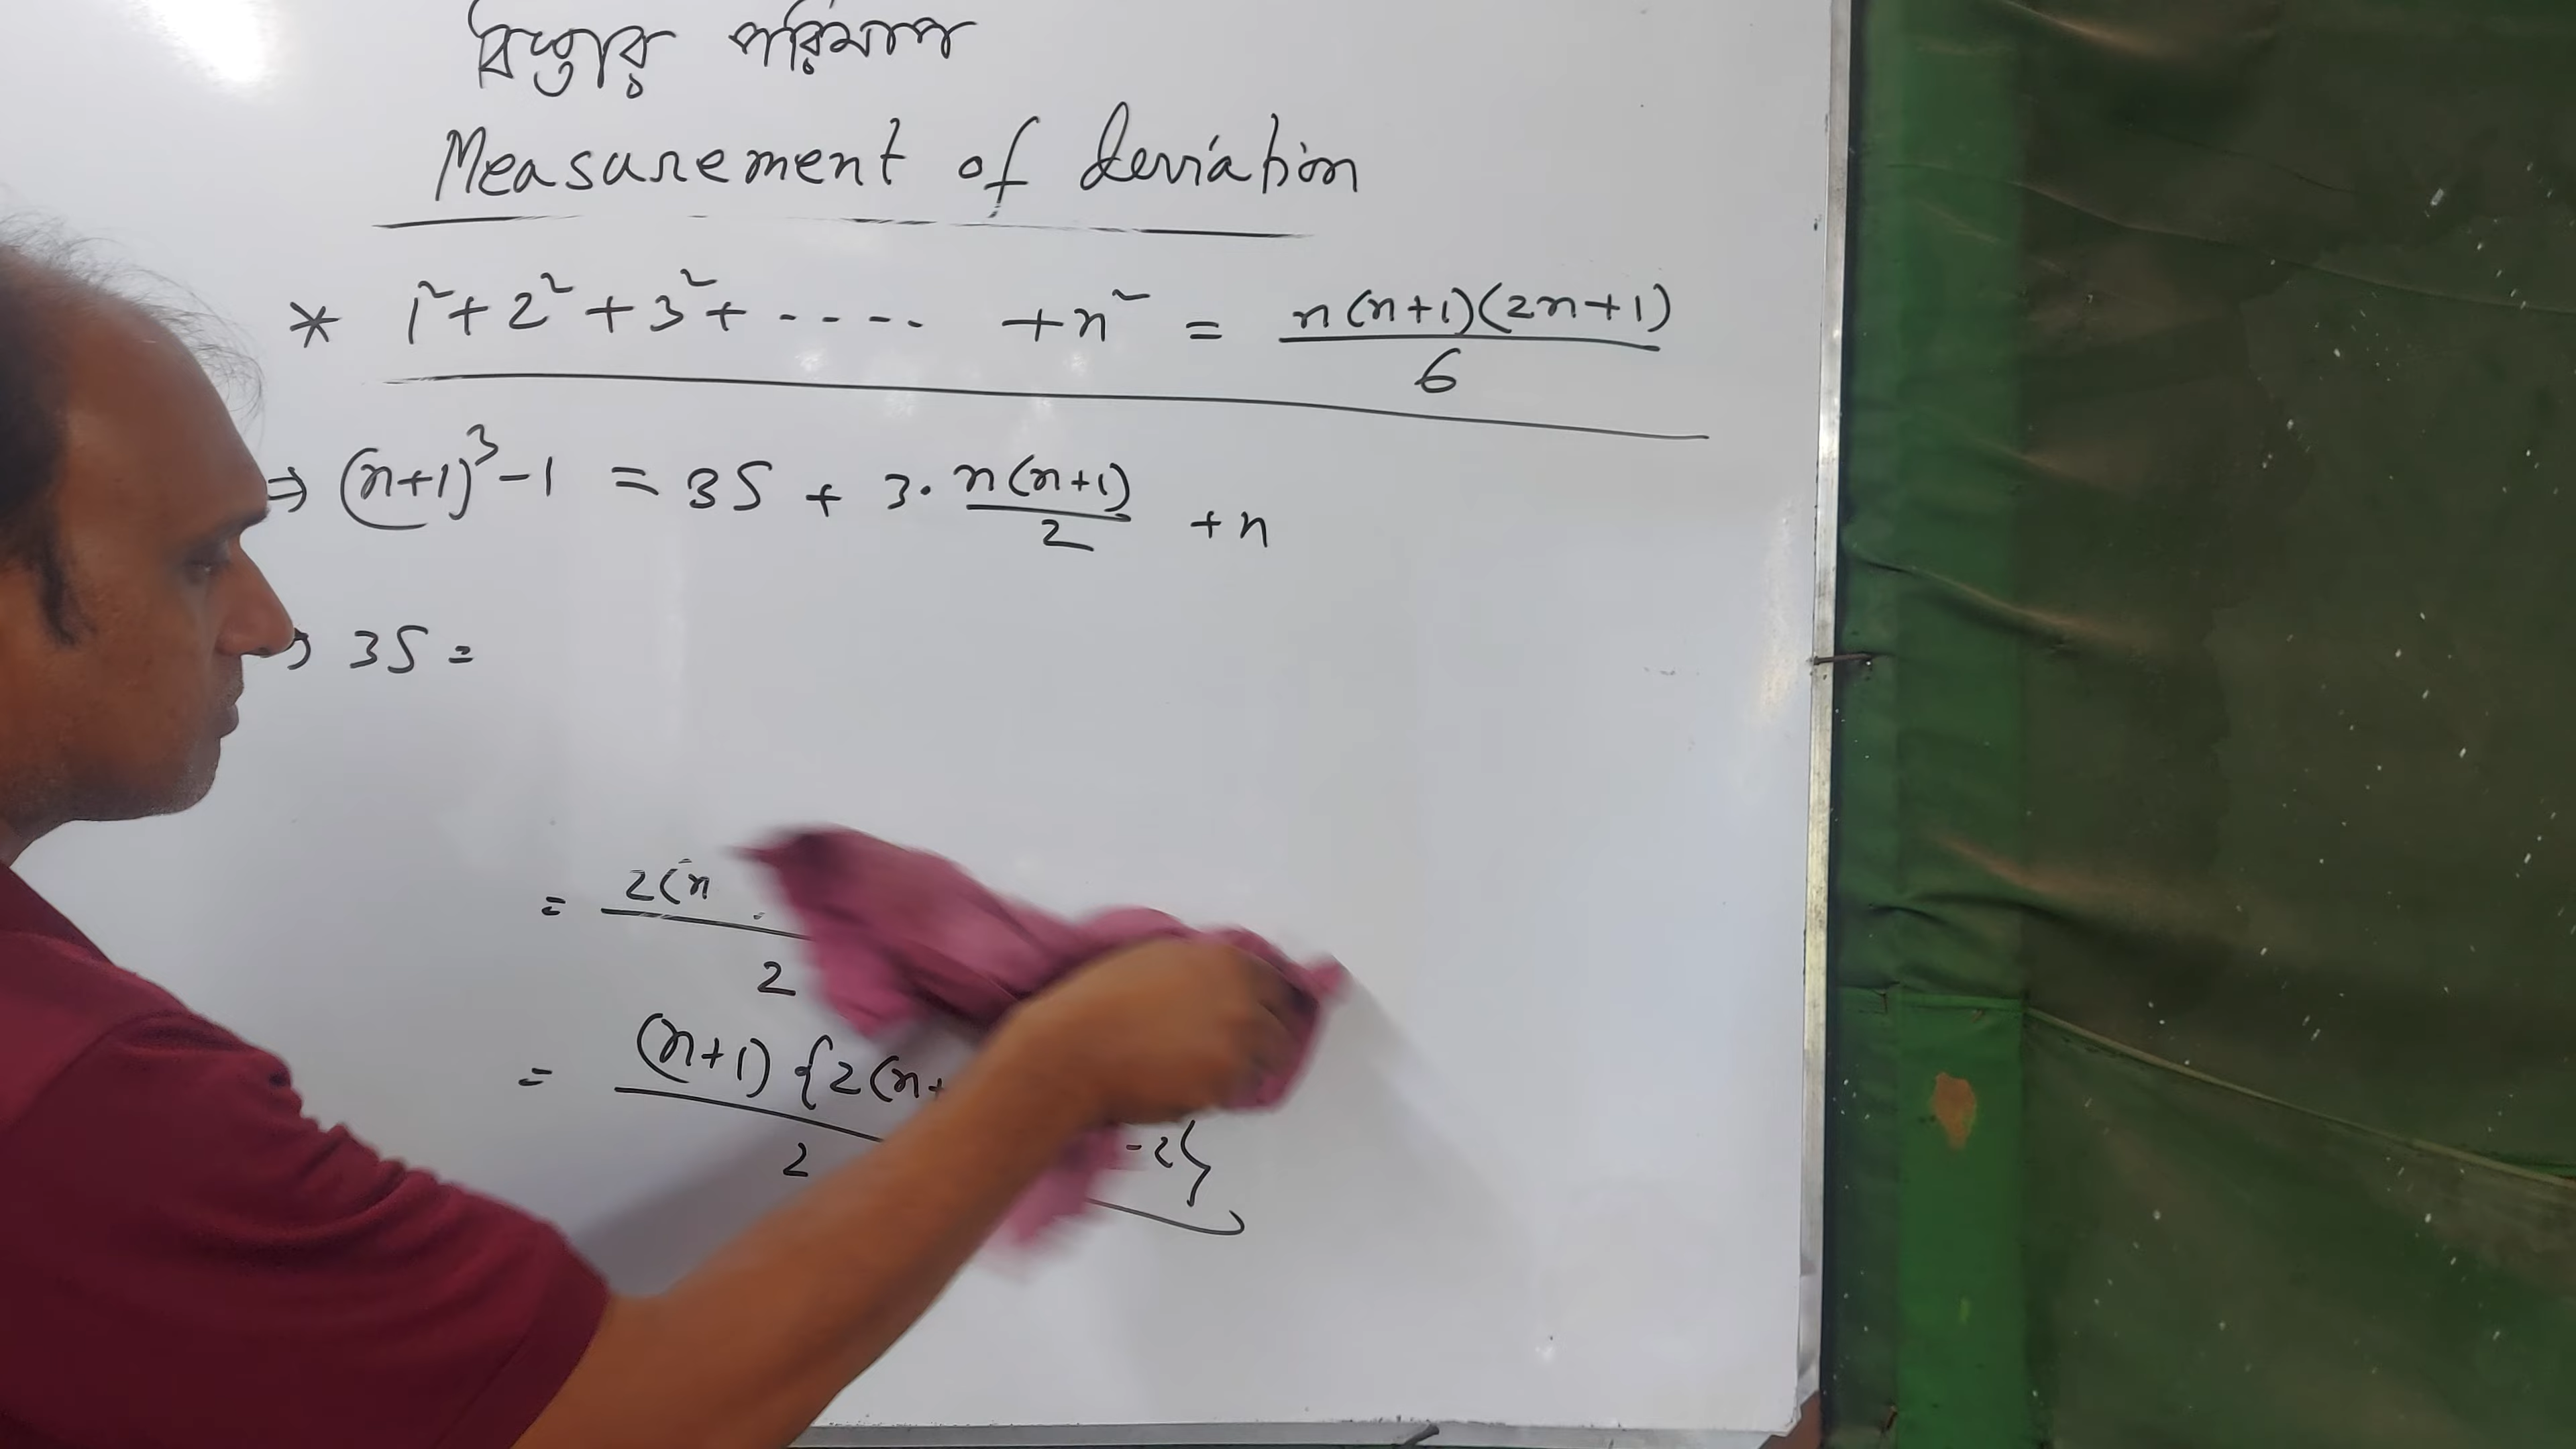 বিস্তার পরিমাপ
Measurement of deviation
* 1² + 2² + 3² + ---- + n² = n(n+1)(2n+1) / 6
⇒ (n+1)³ - 1 = 3S + 3. n(n+1) / 2 + n
⇒ 3S =
= 2(n / 2
= (n+1) {2(n+ -2} / 2